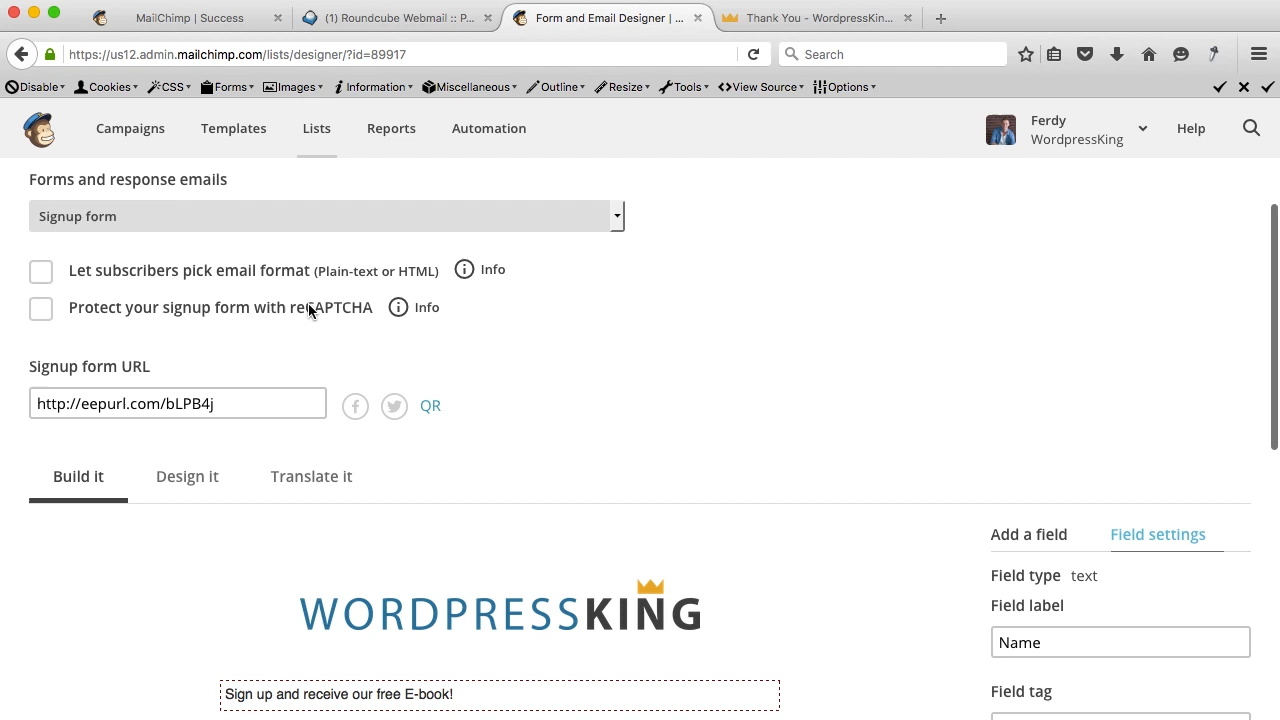 MailChimp | Success
(1) Roundcube Webmail :: P...
Form and Email Designer | ...
Thank You - WordpressKin...
https://us12.admin.mailchimp.com/lists/designer/?id=89917
Search
Disable
Cookies
CSS
Forms
Images
Information
Miscellaneous
Outline
Resize
Tools
View Source
Options
Campaigns
Templates
Lists
Reports
Automation
Ferdy
WordpressKing
Help
Forms and response emails
Signup form
Let subscribers pick email format (Plain-text or HTML)
Info
Protect your signup form with reCAPTCHA
Info
Signup form URL
http://eepurl.com/bLPB4j
QR
Build it
Design it
Translate it
Add a field
Field settings
Field type text
Field label
WORDPRESSKING
Name
Sign up and receive our free E-book!
Field tag